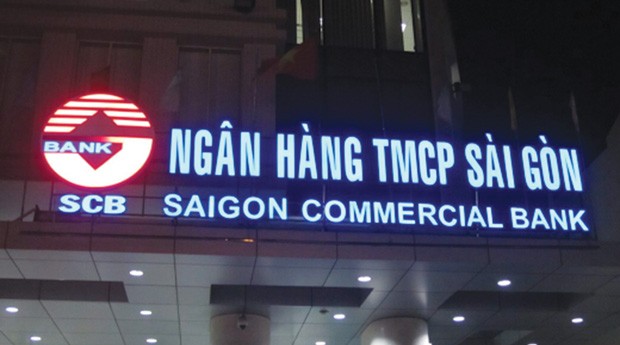 BANK
SCB
NGÂN HÀNG TMCP SÀI GÒN
SAIGON COMMERCIAL BANK